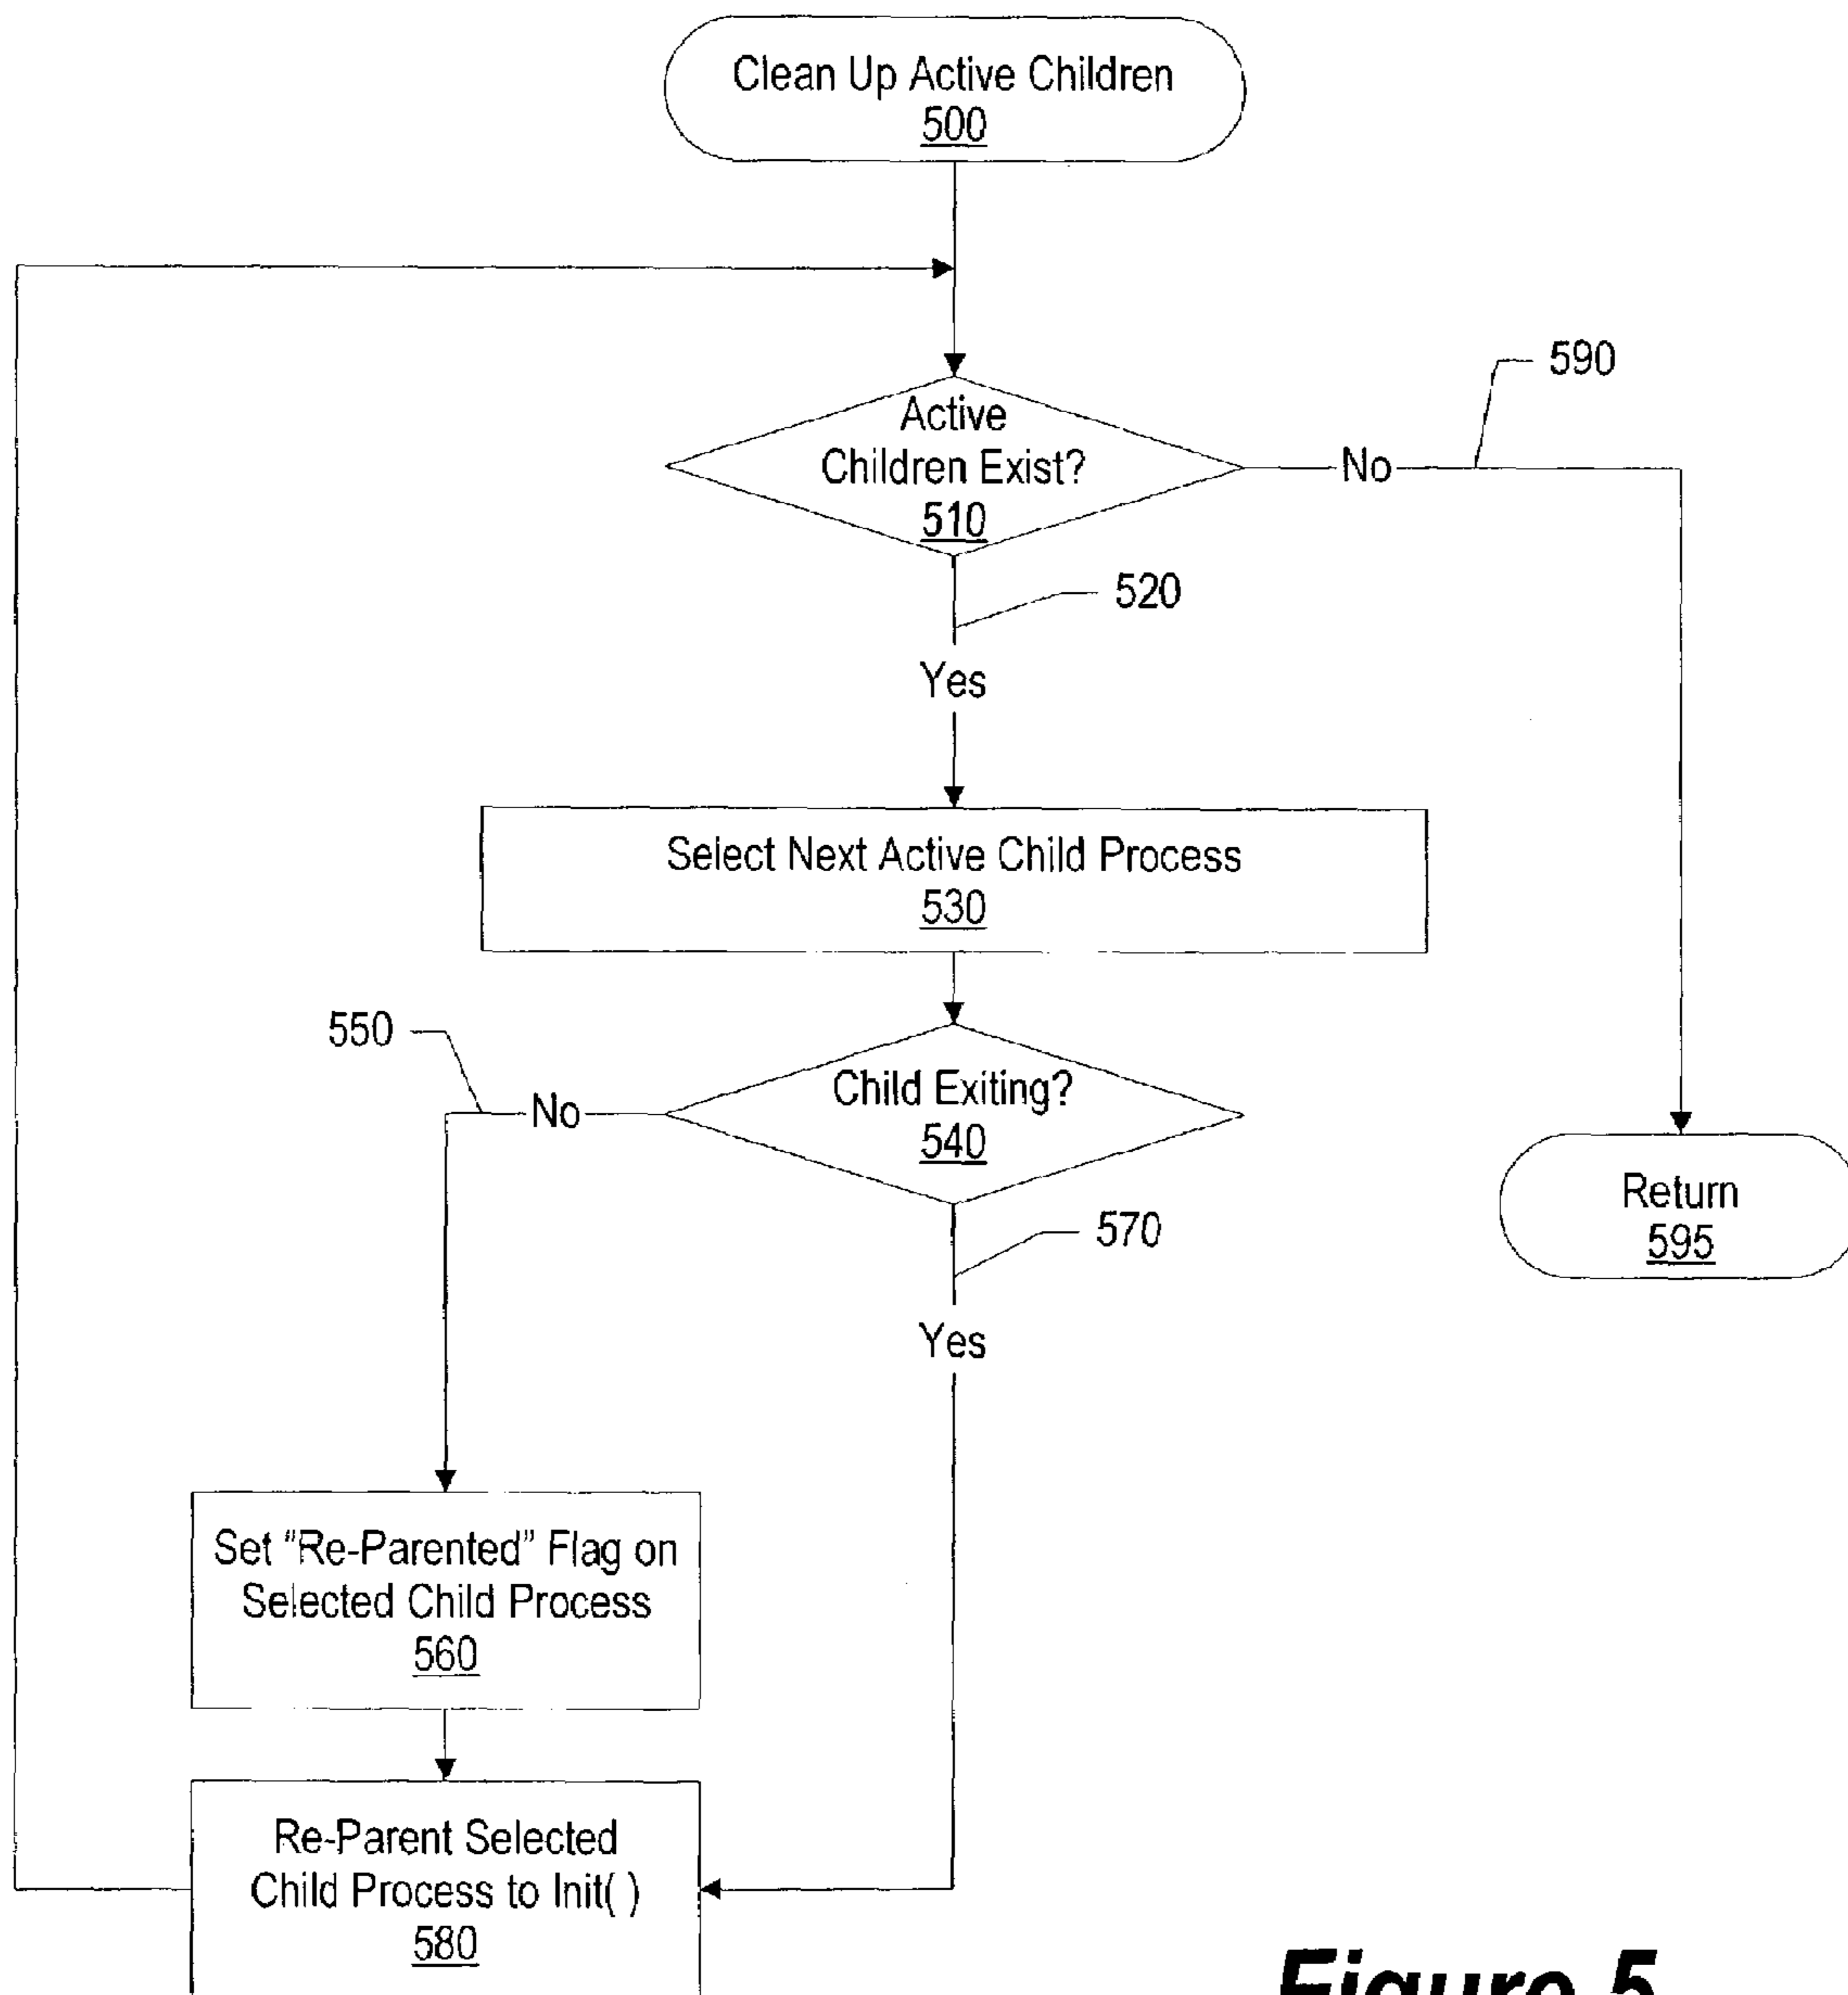 Clean Up Active Children
500
590
Active
Children Exist?
510
No
520
Yes
Select Next Active Child Process
530
550
Child Exiting?
540
No
Return
595
570
Yes
Set "Re-Parented" Flag on
Selected Child Process
560
Re-Parent Selected
Child Process to Init( )
580
Figure 5